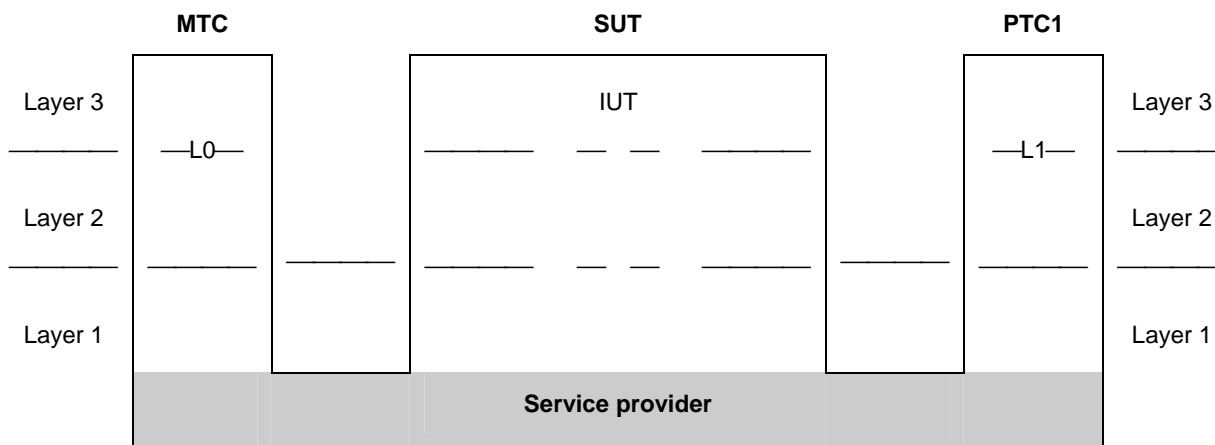 MTC SUT PTC1
Layer 3 IUT Layer 3
L0 L1
Layer 2 Layer 2
Layer 1 Layer 1
Service provider